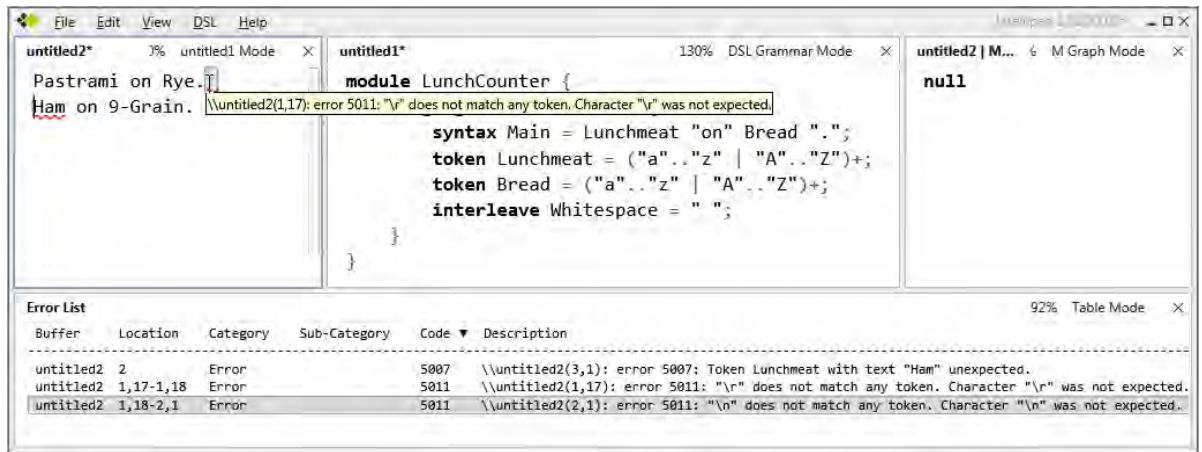 File Edit View DSL Help
untitled2* )% untitled1 Mode ×
Pastrami on Rye.
Ham on 9-Grain.
\\untitled2(1,17): error 5011: "\r" does not match any token. Character "\r" was not expected.
untitled1* 130% DSL Grammar Mode ×
module LunchCounter {
syntax Main = Lunchmeat "on" Bread ".";
token Lunchmeat = ("a".."z" | "A".."Z")+;
token Bread = ("a".."z" | "A".."Z")+;
interleave Whitespace = " ";
}
}
untitled2 | M... M Graph Mode ×
null
Error List 92% Table Mode ×
Buffer Location Category Sub-Category Code ▼ Description
untitled2 2 Error 5007 \\untitled2(3,1): error 5007: Token Lunchmeat with text "Ham" unexpected.
untitled2 1,17-1,18 Error 5011 \\untitled2(1,17): error 5011: "\r" does not match any token. Character "\r" was not expected.
untitled2 1,18-2,1 Error 5011 \\untitled2(2,1): error 5011: "\n" does not match any token. Character "\n" was not expected.